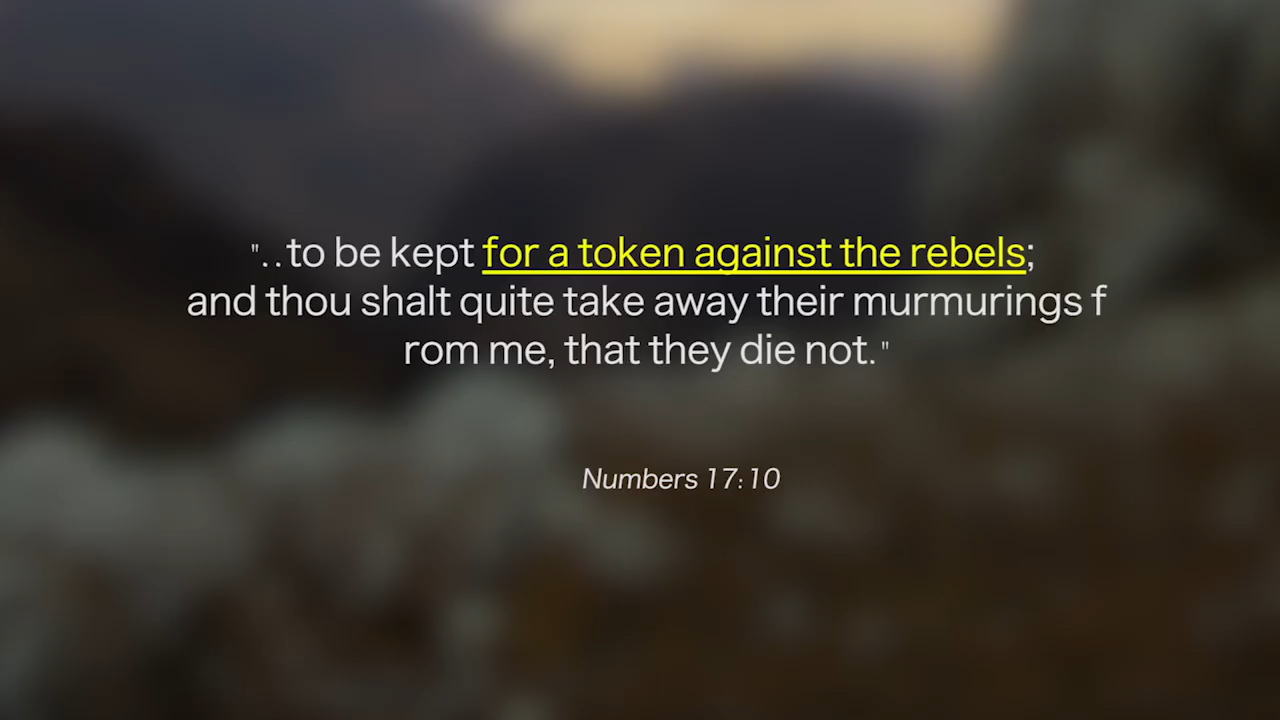 "..to be kept for a token against the rebels;
and thou shalt quite take away their murmurings f
rom me, that they die not."
Numbers 17:10